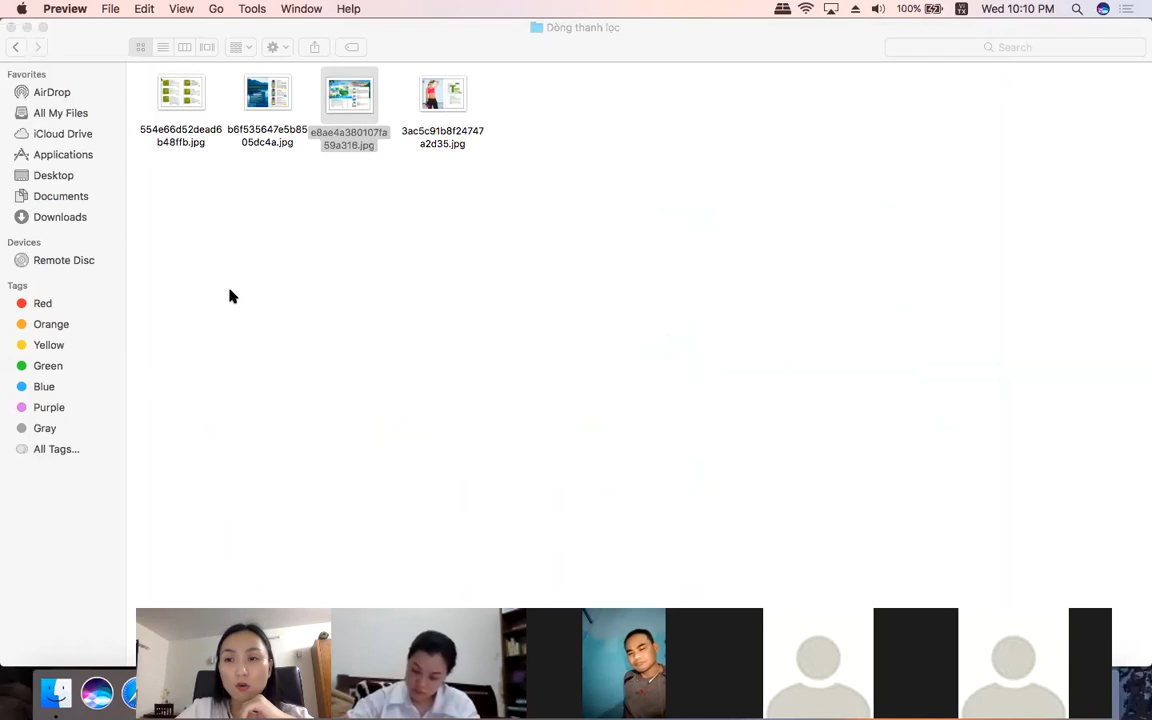 Preview File Edit View Go Tools Window Help 100% VI TX Wed 10:10 PM
Dòng thanh lọc
Search
Favorites
AirDrop
All My Files
iCloud Drive
Applications
Desktop
Documents
Downloads
Devices
Remote Disc
Tags
Red
Orange
Yellow
Green
Blue
Purple
Gray
All Tags...
554e66d52dead6
b48ffb.jpg
b6f535647e5b85
05dc4a.jpg
e8ae4a380107fa
59a316.jpg
3ac5c91b8f24747
a2d35.jpg